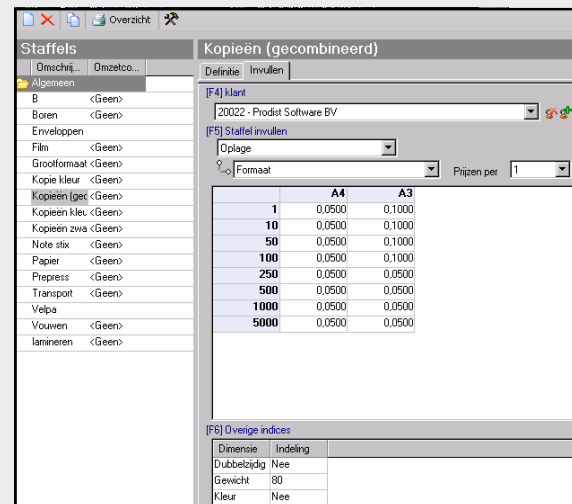 Overzicht
Staffels
Omschrij... Omzetco...
Algemeen
B <Geen>
Boren <Geen>
Enveloppen
Film <Geen>
Grootformaat <Geen>
Kopie kleur <Geen>
Kopieën (gec <Geen>
Kopieën kleu <Geen>
Kopieën zwa <Geen>
Note stix <Geen>
Papier <Geen>
Prepress <Geen>
Transport <Geen>
Velpa
Vouwen <Geen>
lamineren <Geen>
Kopieën (gecombineerd)
Definitie Invullen
[F4] klant
20022 - Prodist Software BV
[F5] Staffel invullen
Oplage
Formaat Prijzen per 1
A4 A3
1 0,0500 0,1000
10 0,0500 0,1000
50 0,0500 0,1000
100 0,0500 0,1000
250 0,0500 0,0500
500 0,0500 0,0500
1000 0,0500 0,0500
5000 0,0500 0,0500
[F6] Overige indices
Dimensie Indeling
Dubbelzijdig Nee
Gewicht 80
Kleur Nee